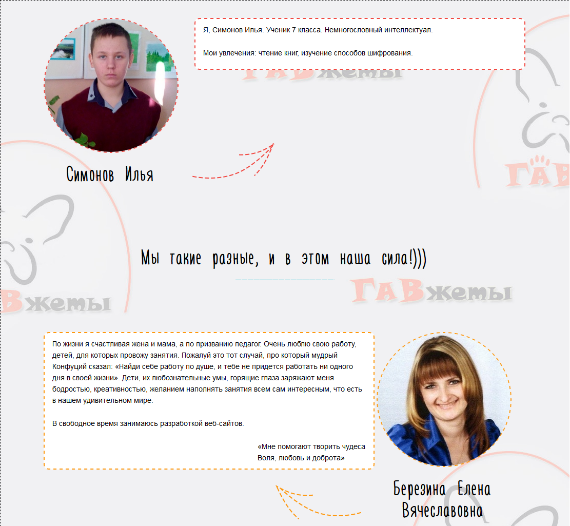 Я, Симонов Илья. Ученик 7 класса. Немногословный интеллектуал.
Мои увлечения: чтение книг, изучение способов шифрования.
ГАВжеты
ГАВ
Симонов Илья
Мы такие разные, и в этом наша сила!)))
Вжеты
ГАВжеты
По жизни я счастливая жена и мама, а по призванию педагог. Очень люблю свою работу,
детей, для которых провожу занятия. Пожалуй это тот случай, про который мудрый
Конфуций сказал: «Найди себе работу по душе, и тебе не придется работать ни одного
дня в своей жизни». Дети, их любознательные умы, горящие глаза заряжают меня
бодростью, креативностью, желанием наполнять занятия всем сам интересным, что есть
в нашем удивительном мире.
В свободное время занимаюсь разработкой веб-сайтов.
«Мне помогают творить чудеса
Воля, любовь и доброта»
Березина Елена
Вячеславовна
ГАВжеты